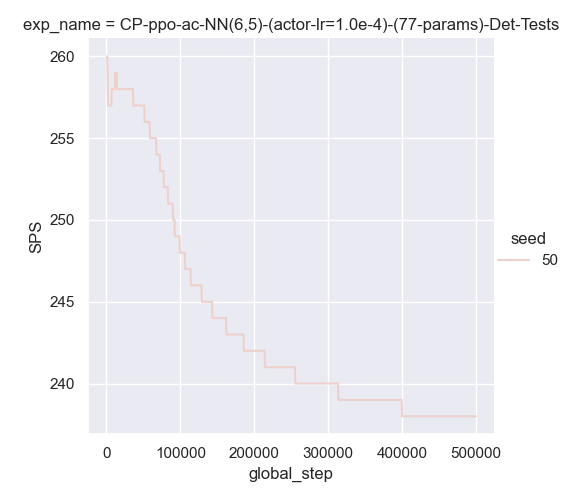 exp_name = CP-ppo-ac-NN(6,5)-(actor-lr=1.0e-4)-(77-params)-Det-Tests
260
255
250
245
240
SPS
seed
50
0 100000 200000 300000 400000 500000
global_step